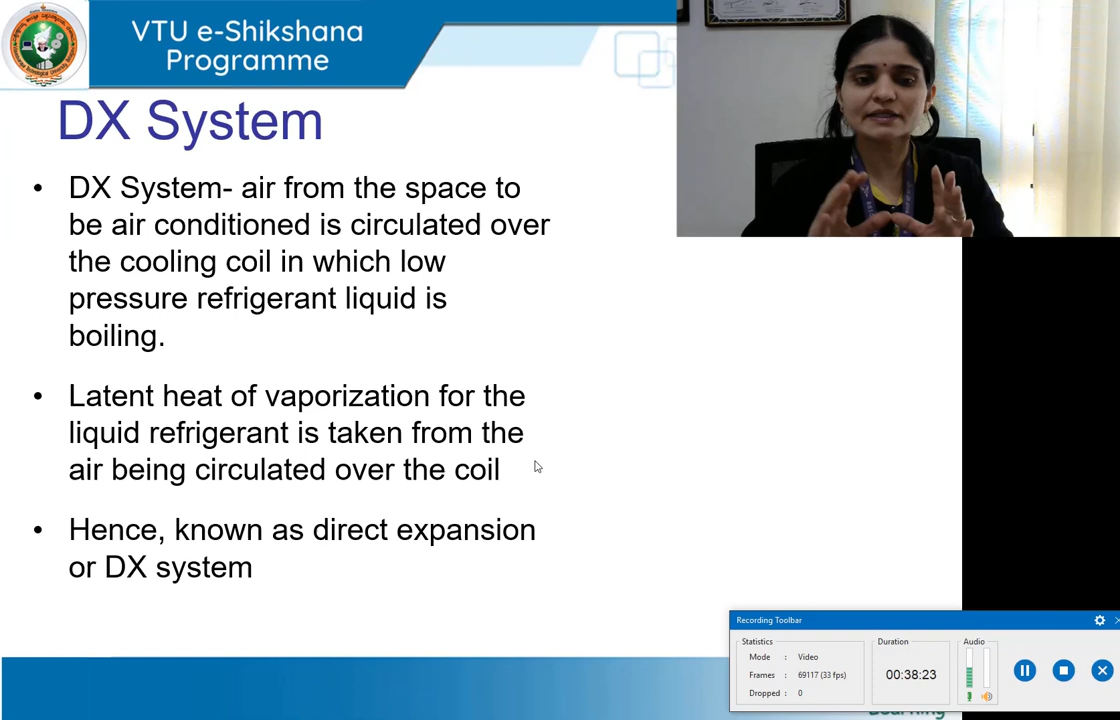 VTU e-Shikshana
Programme
DX System
• DX System- air from the space to
be air conditioned is circulated over
the cooling coil in which low
pressure refrigerant liquid is
boiling.
• Latent heat of vaporization for the
liquid refrigerant is taken from the
air being circulated over the coil
• Hence, known as direct expansion
or DX system
Recording Toolbar
Statistics
Mode : Video
Frames : 69117 (33 fps)
Dropped : 0
Duration
00:38:23
Audio